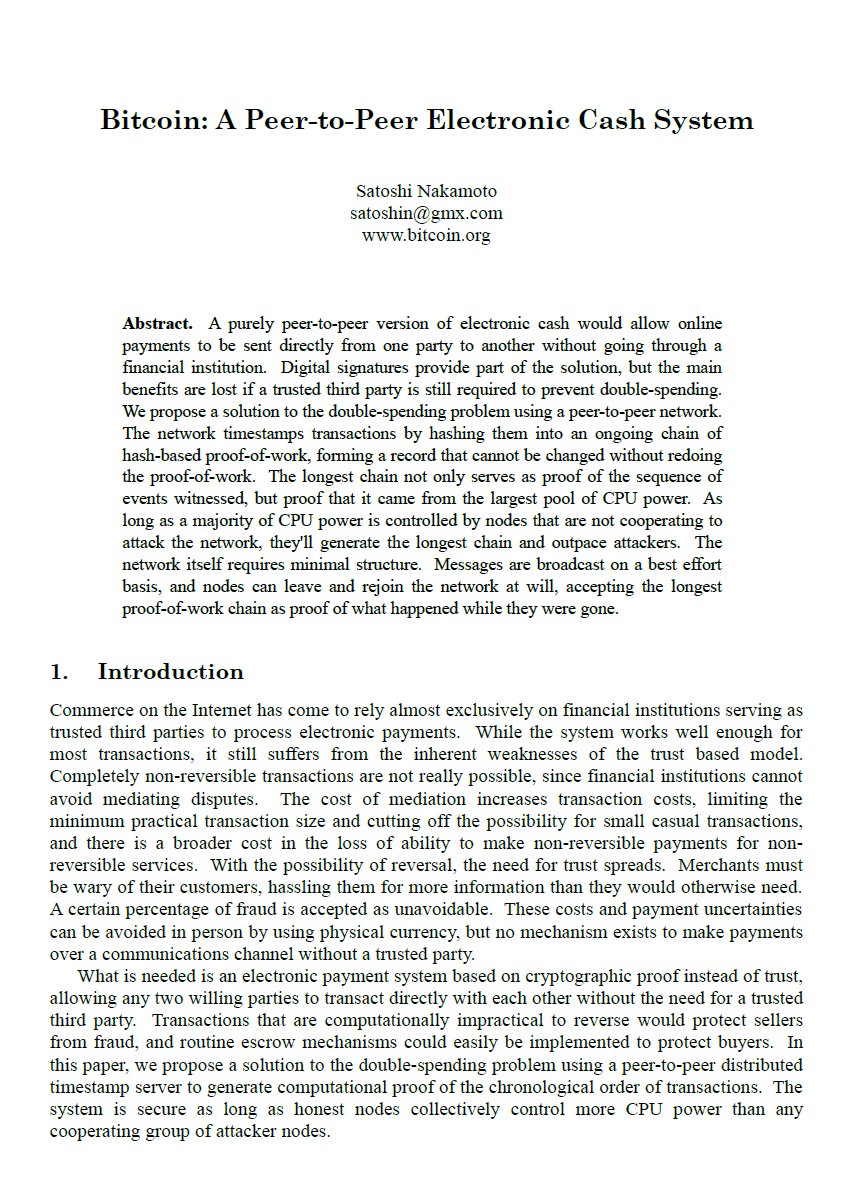 Bitcoin: A Peer-to-Peer Electronic Cash System
Satoshi Nakamoto
satoshin@gmx.com
www.bitcoin.org
Abstract. A purely peer-to-peer version of electronic cash would allow online
payments to be sent directly from one party to another without going through a
financial institution. Digital signatures provide part of the solution, but the main
benefits are lost if a trusted third party is still required to prevent double-spending.
We propose a solution to the double-spending problem using a peer-to-peer network.
The network timestamps transactions by hashing them into an ongoing chain of
hash-based proof-of-work, forming a record that cannot be changed without redoing
the proof-of-work. The longest chain not only serves as proof of the sequence of
events witnessed, but proof that it came from the largest pool of CPU power. As
long as a majority of CPU power is controlled by nodes that are not cooperating to
attack the network, they'll generate the longest chain and outpace attackers. The
network itself requires minimal structure. Messages are broadcast on a best effort
basis, and nodes can leave and rejoin the network at will, accepting the longest
proof-of-work chain as proof of what happened while they were gone.
1. Introduction
Commerce on the Internet has come to rely almost exclusively on financial institutions serving as
trusted third parties to process electronic payments. While the system works well enough for
most transactions, it still suffers from the inherent weaknesses of the trust based model.
Completely non-reversible transactions are not really possible, since financial institutions cannot
avoid mediating disputes. The cost of mediation increases transaction costs, limiting the
minimum practical transaction size and cutting off the possibility for small casual transactions,
and there is a broader cost in the loss of ability to make non-reversible payments for non-
reversible services. With the possibility of reversal, the need for trust spreads. Merchants must
be wary of their customers, hassling them for more information than they would otherwise need.
A certain percentage of fraud is accepted as unavoidable. These costs and payment uncertainties
can be avoided in person by using physical currency, but no mechanism exists to make payments
over a communications channel without a trusted party.
What is needed is an electronic payment system based on cryptographic proof instead of trust,
allowing any two willing parties to transact directly with each other without the need for a trusted
third party. Transactions that are computationally impractical to reverse would protect sellers
from fraud, and routine escrow mechanisms could easily be implemented to protect buyers. In
this paper, we propose a solution to the double-spending problem using a peer-to-peer distributed
timestamp server to generate computational proof of the chronological order of transactions. The
system is secure as long as honest nodes collectively control more CPU power than any
cooperating group of attacker nodes.